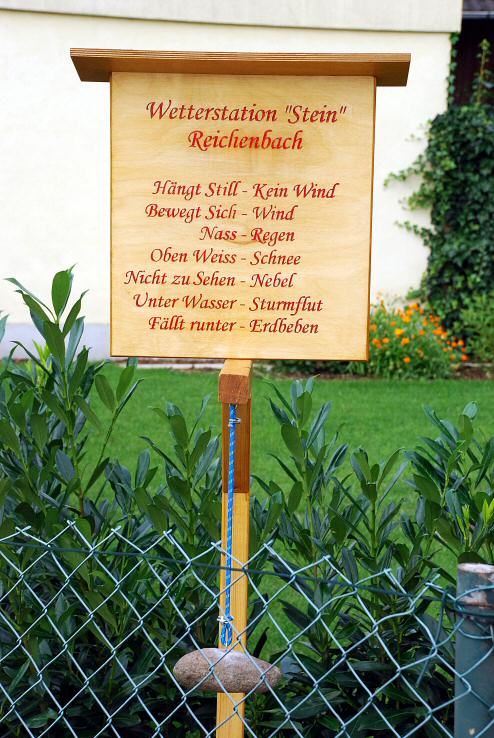 Wetterstation "Stein"
Reichenbach
Hängt Still - Kein Wind
Bewegt Sich - Wind
Nass - Regen
Oben Weiss - Schnee
Nicht zu Sehen - Nebel
Unter Wasser - Sturmflut
Fällt runter - Erdbeben